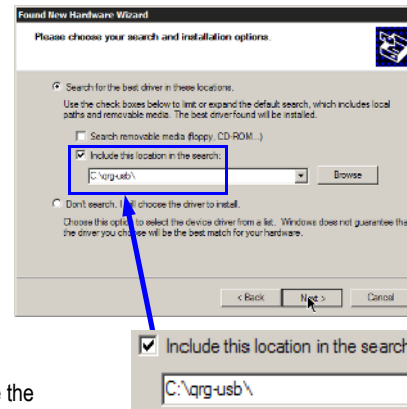 Found New Hardware Wizard
Please choose your search and installation options.
Search for the best driver in these locations.
Use the check boxes below to limit or expand the default search, which includes local
paths and removable media. The best driver found will be installed.
Search removable media (floppy, CD-ROM...)
Include this location in the search:
C:\qrg-usb\
Browse
Don't search. I will choose the driver to install.
Choose this option to select the device driver from a list. Windows does not guarantee tha
the driver you choose will be the best match for your hardware.
< Back Next > Cancel
Include this location in the search
C:\qrg-usb\
the